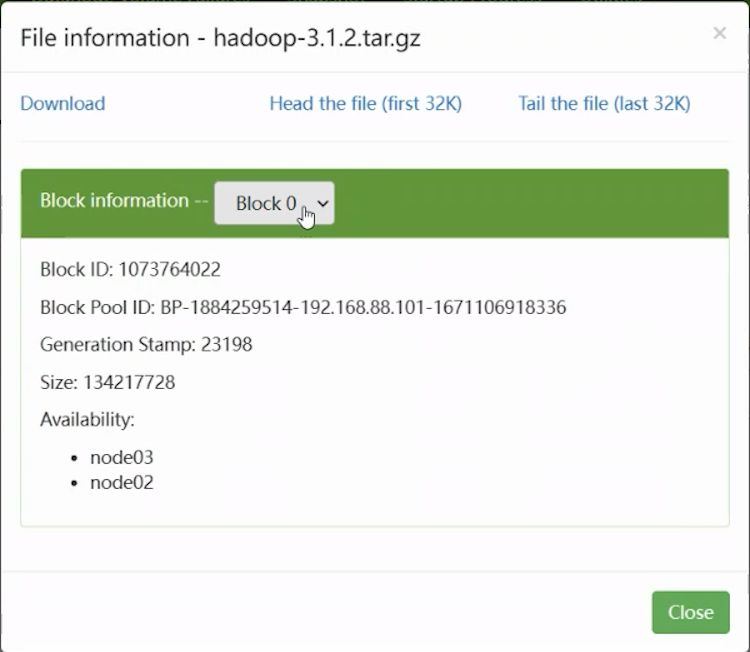 File information - hadoop-3.1.2.tar.gz ×
Download Head the file (first 32K) Tail the file (last 32K)
Block information -- Block 0
Block ID: 1073764022
Block Pool ID: BP-1884259514-192.168.88.101-1671106918336
Generation Stamp: 23198
Size: 134217728
Availability:
• node03
• node02
Close